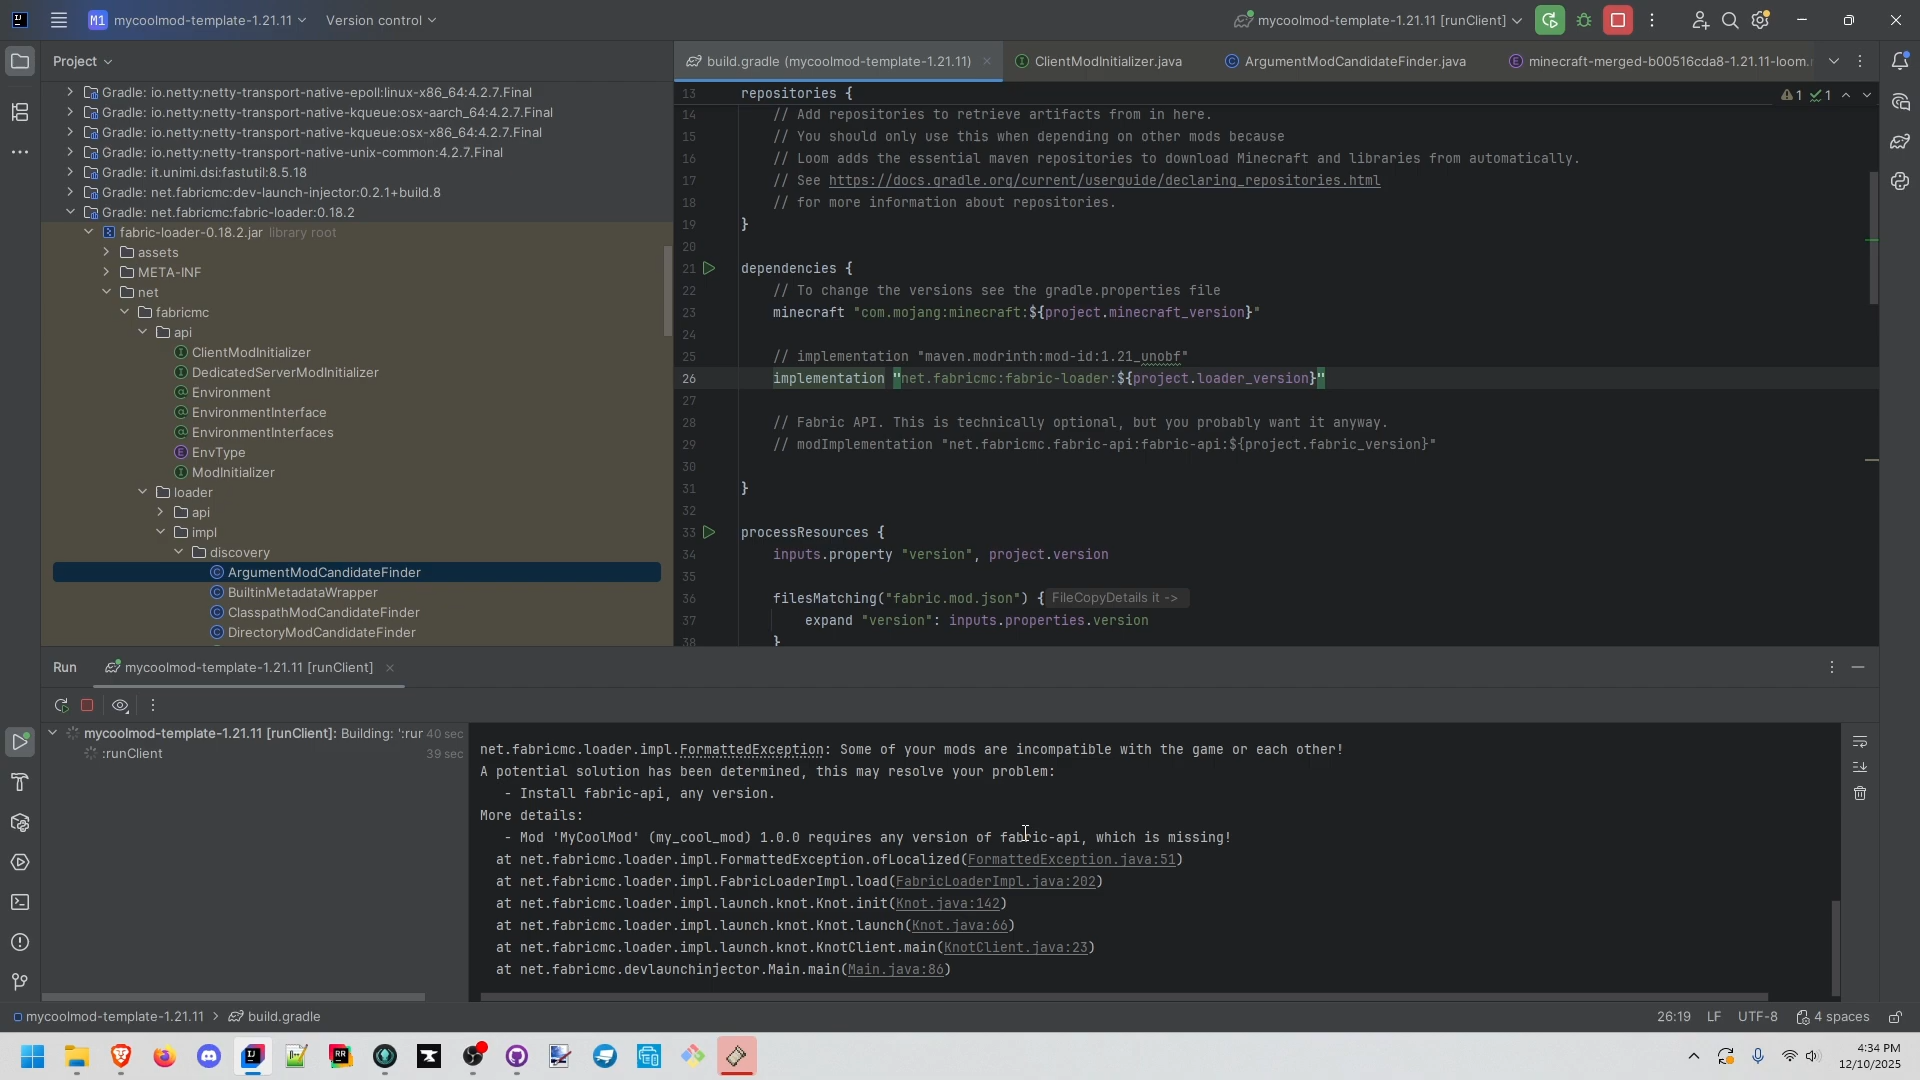 M1 mycoolmod-template-1.21.11 Version control mycoolmod-template-1.21.11 [runClient]
Project
build.gradle (mycoolmod-template-1.21.11) ClientModInitializer.java ArgumentModCandidateFinder.java minecraft-merged-b00516cda8-1.21.11-loom.
Gradle: io.netty:netty-transport-native-epoll:linux-x86_64:4.2.7.Final
Gradle: io.netty:netty-transport-native-kqueue:osx-aarch_64:4.2.7.Final
Gradle: io.netty:netty-transport-native-kqueue:osx-x86_64:4.2.7.Final
Gradle: io.netty:netty-transport-native-unix-common:4.2.7.Final
Gradle: it.unimi.dsi:fastutil:8.5.18
Gradle: net.fabricmc:dev-launch-injector:0.2.1+build.8
Gradle: net.fabricmc:fabric-loader:0.18.2
fabric-loader-0.18.2.jar library root
assets
META-INF
net
fabricmc
api
ClientModInitializer
DedicatedServerModInitializer
Environment
EnvironmentInterface
EnvironmentInterfaces
EnvType
ModInitializer
loader
api
impl
discovery
ArgumentModCandidateFinder
BuiltinMetadataWrapper
ClasspathModCandidateFinder
DirectoryModCandidateFinder
1 1
13 repositories {
14 // Add repositories to retrieve artifacts from in here.
15 // You should only use this when depending on other mods because
16 // Loom adds the essential maven repositories to download Minecraft and libraries from automatically.
17 // See https://docs.gradle.org/current/userguide/declaring_repositories.html
18 // for more information about repositories.
19 }
20
21 dependencies {
22 // To change the versions see the gradle.properties file
23 minecraft "com.mojang:minecraft:${project.minecraft_version}"
24
25 // implementation "maven.modrinth:mod-id:1.21_unobf"
26 implementation "net.fabricmc:fabric-loader:${project.loader_version}"
27
28 // Fabric API. This is technically optional, but you probably want it anyway.
29 // modImplementation "net.fabricmc.fabric-api:fabric-api:${project.fabric_version}"
30
31 }
32
33 processResources {
34 inputs.property "version", project.version
35
36 filesMatching("fabric.mod.json") { FileCopyDetails it ->
37 expand "version": inputs.properties.version
38 }
Run mycoolmod-template-1.21.11 [runClient]
mycoolmod-template-1.21.11 [runClient]: Building: ':rur 40 sec
:runClient 39 sec
net.fabricmc.loader.impl.FormattedException: Some of your mods are incompatible with the game or each other!
A potential solution has been determined, this may resolve your problem:
- Install fabric-api, any version.
More details:
- Mod 'MyCoolMod' (my_cool_mod) 1.0.0 requires any version of fabric-api, which is missing!
at net.fabricmc.loader.impl.FormattedException.ofLocalized(FormattedException.java:51)
at net.fabricmc.loader.impl.FabricLoaderImpl.load(FabricLoaderImpl.java:202)
at net.fabricmc.loader.impl.launch.knot.Knot.init(Knot.java:142)
at net.fabricmc.loader.impl.launch.knot.Knot.launch(Knot.java:66)
at net.fabricmc.loader.impl.launch.knot.KnotClient.main(KnotClient.java:23)
at net.fabricmc.devlaunchinjector.Main.main(Main.java:86)
mycoolmod-template-1.21.11 > build.gradle 26:19 LF UTF-8 4 spaces
RR
4:34 PM
12/10/2025